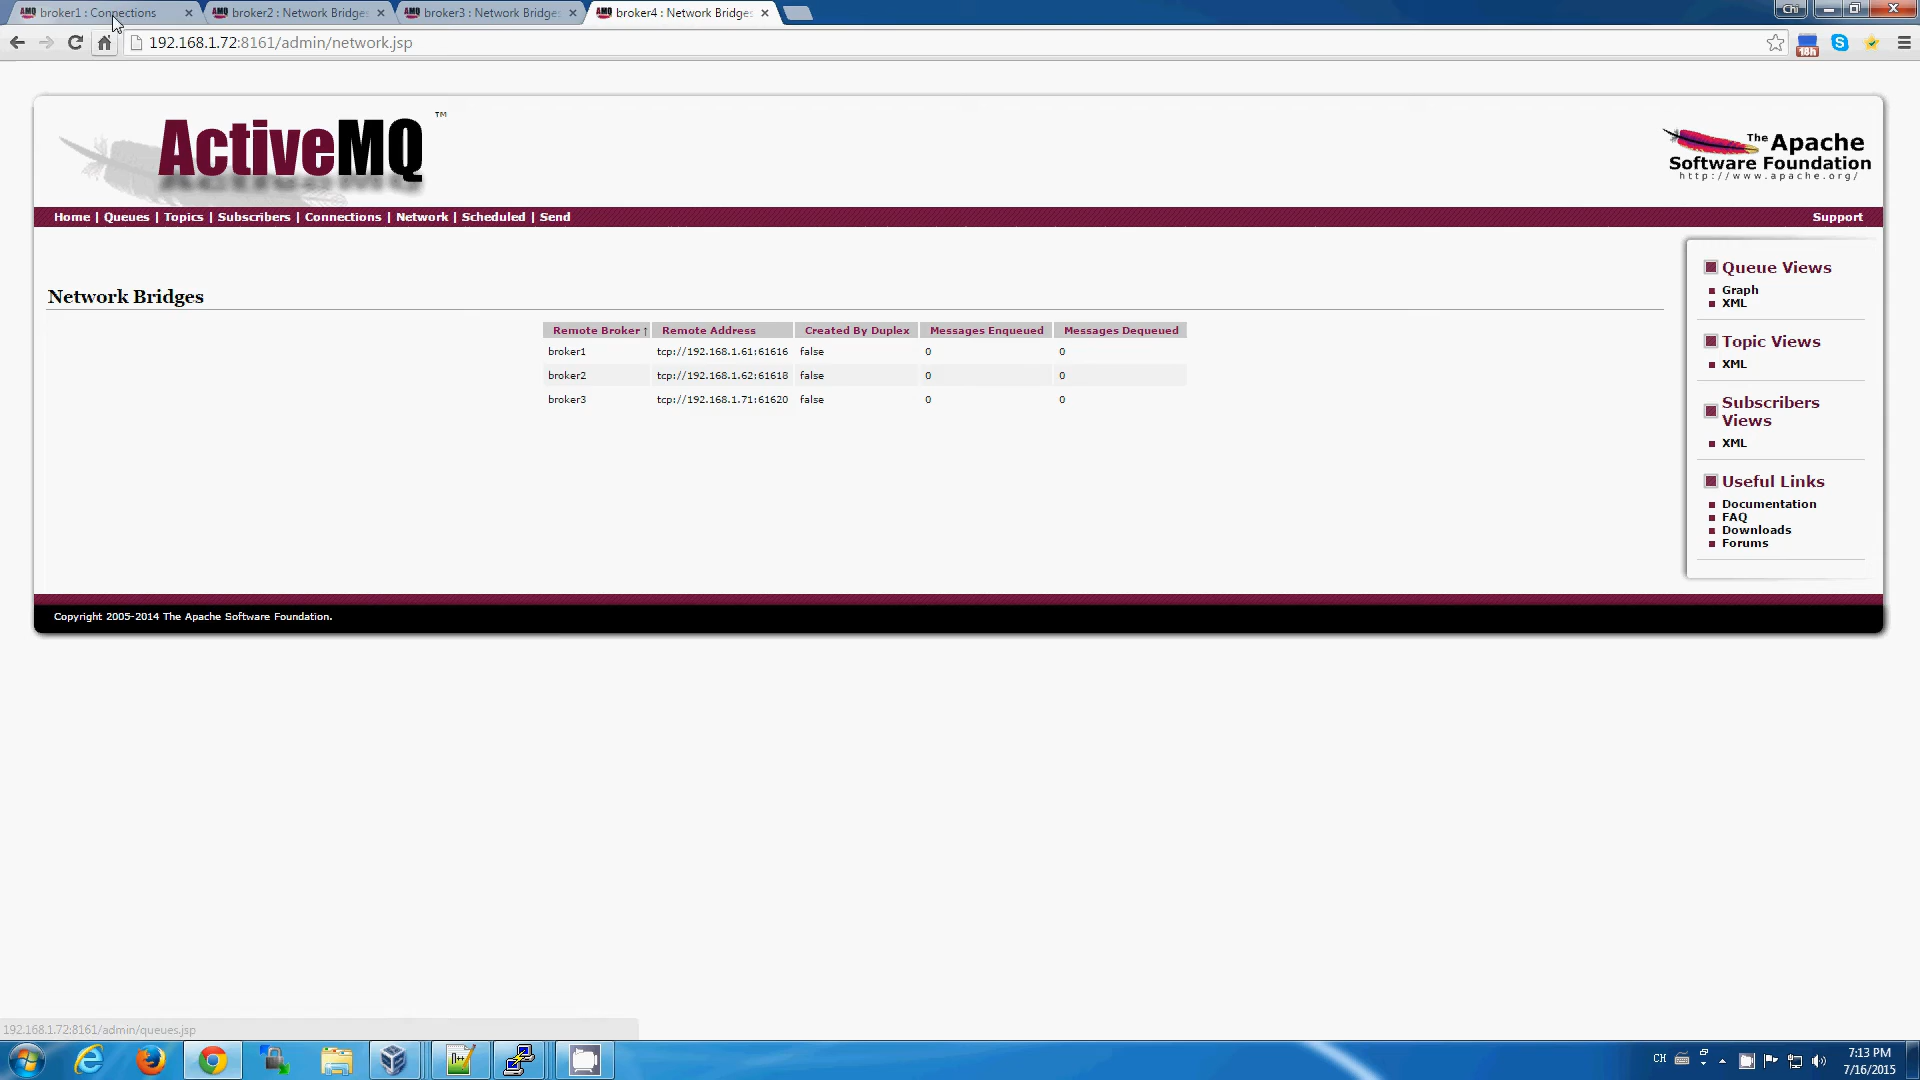 broker1 : Connections
broker2 : Network Bridges
broker3 : Network Bridges
broker4 : Network Bridges
Chi
192.168.1.72:8161/admin/network.jsp
18h
ActiveMQ ™
The Apache
Software Foundation
http://www.apache.org/
Home | Queues | Topics | Subscribers | Connections | Network | Scheduled | Send
Support
Network Bridges
Remote Broker ↑ Remote Address Created By Duplex Messages Enqueued Messages Dequeued
broker1 tcp://192.168.1.61:61616 false 0 0
broker2 tcp://192.168.1.62:61618 false 0 0
broker3 tcp://192.168.1.71:61620 false 0 0
Queue Views
Graph
XML
Topic Views
XML
Subscribers
Views
XML
Useful Links
Documentation
FAQ
Downloads
Forums
Copyright 2005-2014 The Apache Software Foundation.
192.168.1.72:8161/admin/queues.jsp
CH
7:13 PM
7/16/2015